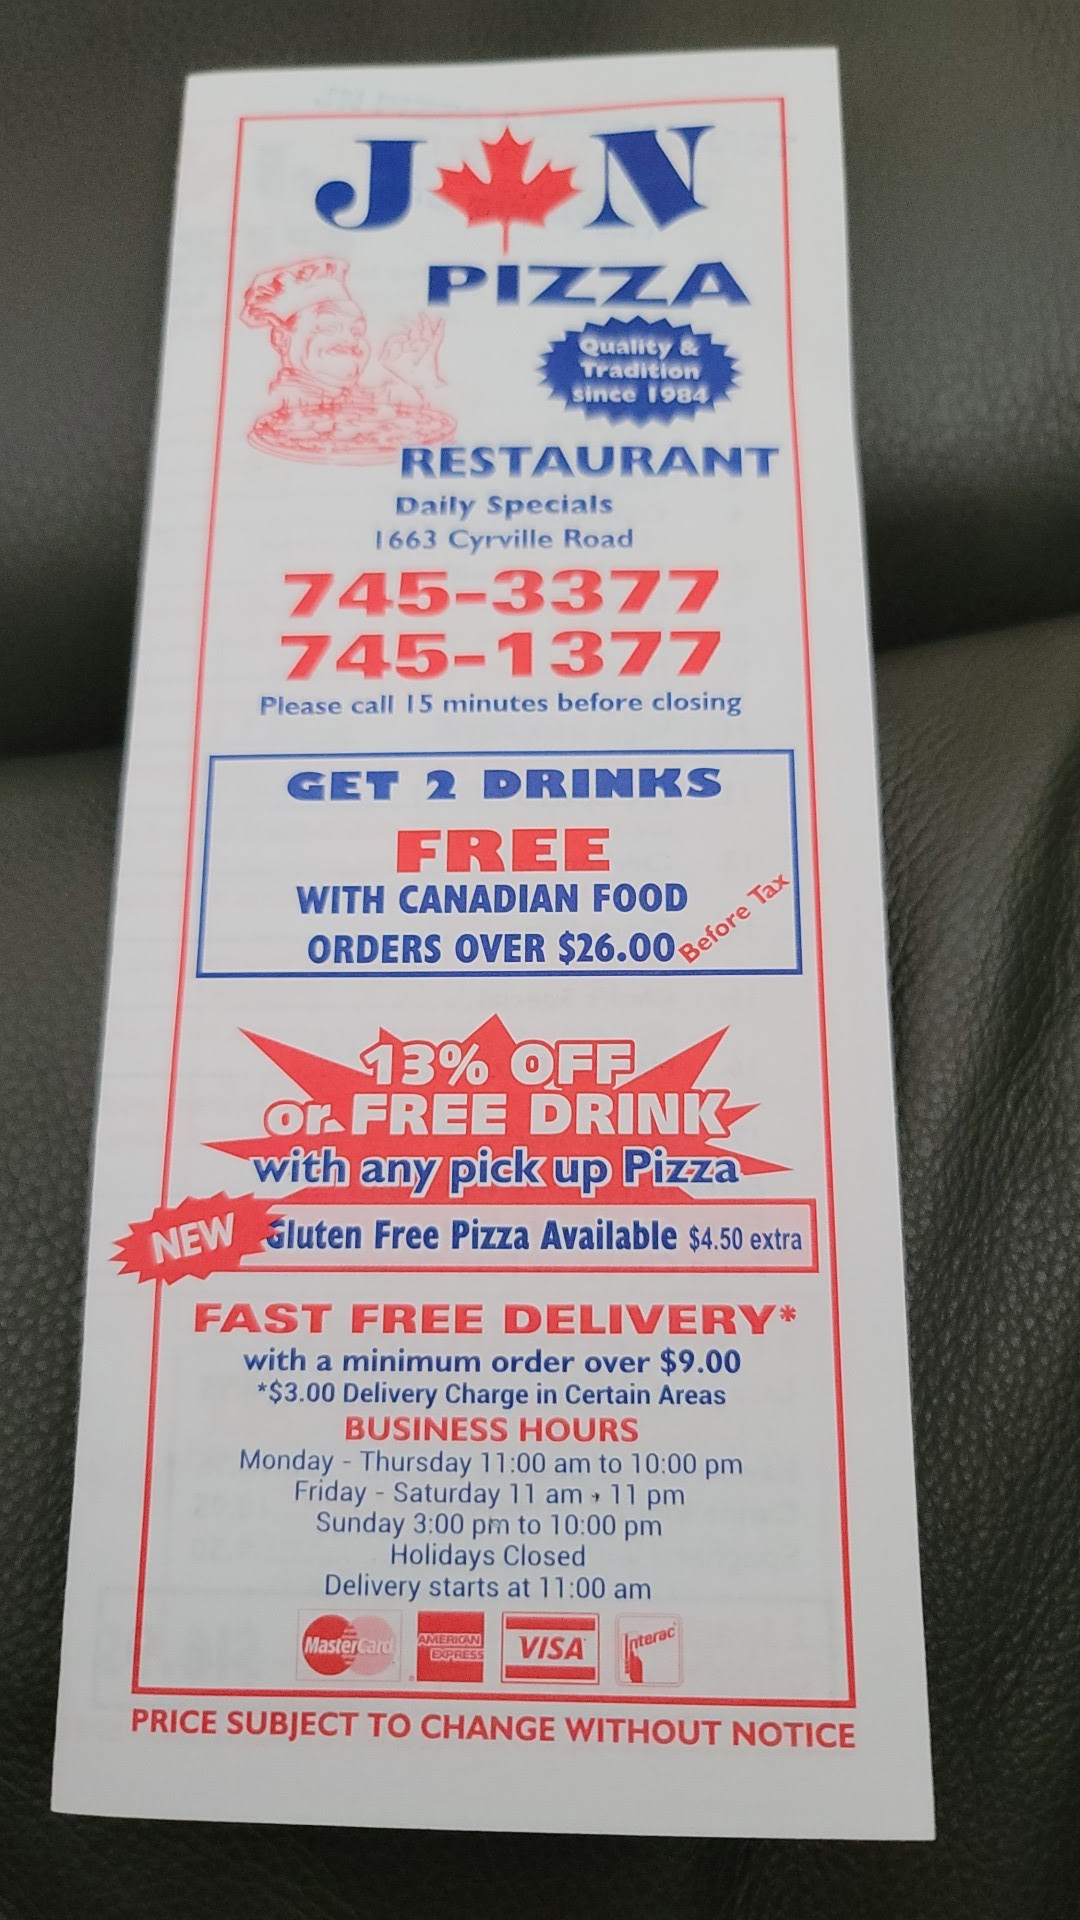 J N
PIZZA
Quality &
Tradition
since 1984
RESTAURANT
Daily Specials
1663 Cyrville Road
745-3377
745-1377
Please call 15 minutes before closing
GET 2 DRINKS
FREE
WITH CANADIAN FOOD
ORDERS OVER $26.00
Before Tax
13% OFF
or FREE DRINK
with any pick up Pizza
NEW
Gluten Free Pizza Available $4.50 extra
FAST FREE DELIVERY*
with a minimum order over $9.00
*$3.00 Delivery Charge in Certain Areas
BUSINESS HOURS
Monday - Thursday 11:00 am to 10:00 pm
Friday - Saturday 11 am - 11 pm
Sunday 3:00 pm to 10:00 pm
Holidays Closed
Delivery starts at 11:00 am
MasterCard
AMERICAN
EXPRESS
VISA
Interac
PRICE SUBJECT TO CHANGE WITHOUT NOTICE